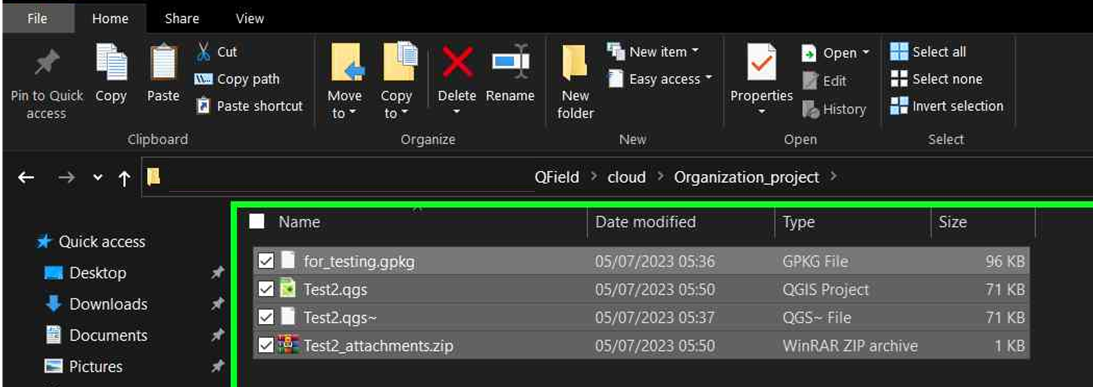 File Home Share View
Pin to Quick access
Copy
Paste
Cut
Copy path
Paste shortcut
Clipboard
Move to
Copy to
Delete
Rename
Organize
New folder
New item
Easy access
New
Properties
Open
Edit
History
Open
Select all
Select none
Invert selection
Select
QField > cloud > Organization_project >
Quick access
Desktop
Downloads
Documents
Pictures
Name Date modified Type Size
for_testing.gpkg 05/07/2023 05:36 GPKG File 96 KB
Test2.qgs 05/07/2023 05:50 QGIS Project 71 KB
Test2.qgs~ 05/07/2023 05:37 QGS~ File 71 KB
Test2_attachments.zip 05/07/2023 05:50 WinRAR ZIP archive 1 KB